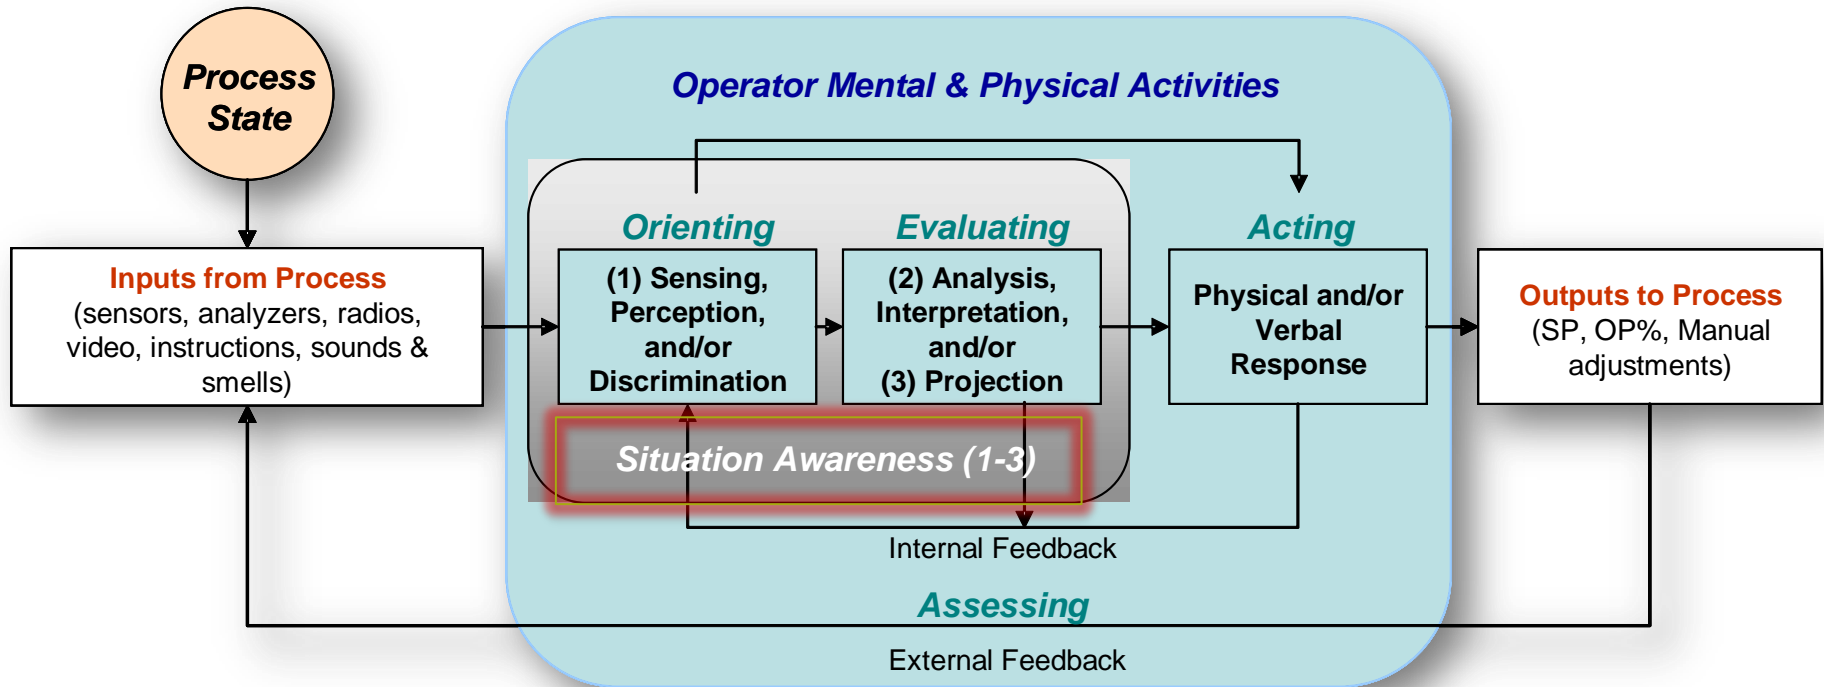 Process
State
Operator Mental & Physical Activities
Orienting
Evaluating
Acting
Inputs from Process
(sensors, analyzers, radios,
video, instructions, sounds &
smells)
(1) Sensing,
Perception,
and/or
Discrimination
(2) Analysis,
Interpretation,
and/or
(3) Projection
Physical and/or
Verbal
Response
Outputs to Process
(SP, OP%, Manual
adjustments)
Situation Awareness (1-3)
Internal Feedback
Assessing
External Feedback